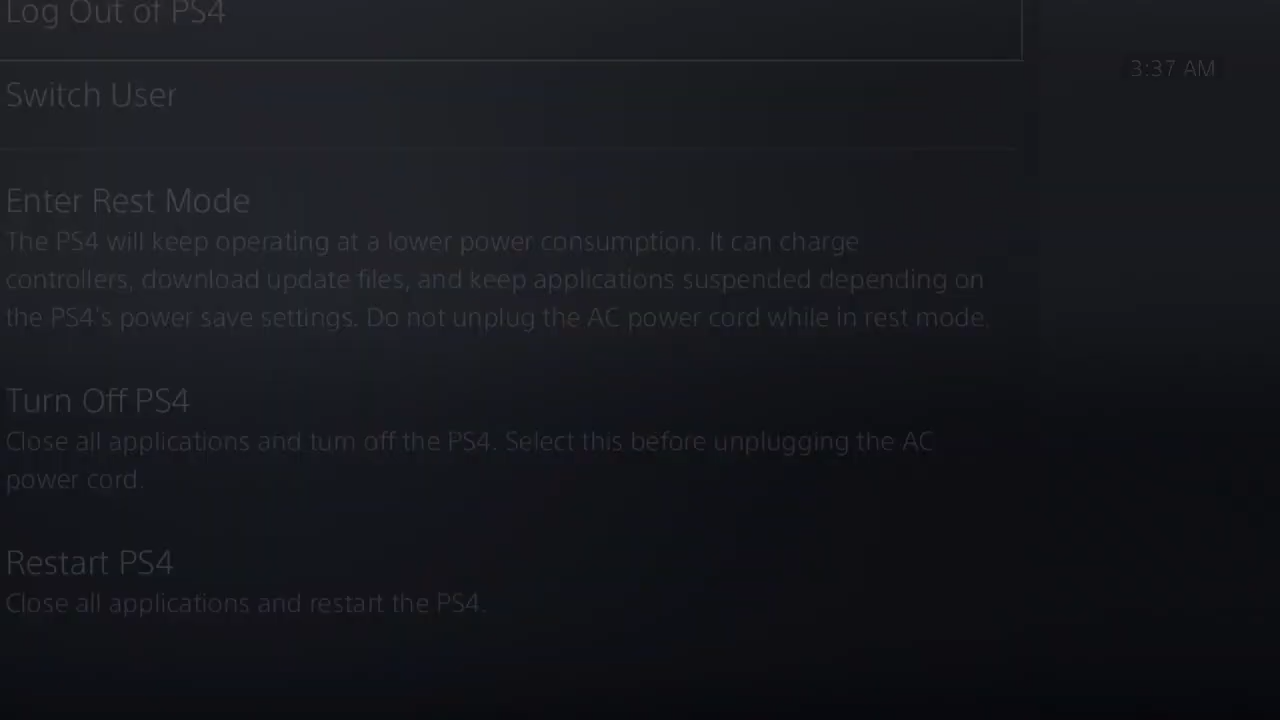 Log Out of PS4
3:37 AM
Switch User
Enter Rest Mode
The PS4 will keep operating at a lower power consumption. It can charge
controllers, download update files, and keep applications suspended depending on
the PS4's power save settings. Do not unplug the AC power cord while in rest mode.
Turn Off PS4
Close all applications and turn off the PS4. Select this before unplugging the AC
power cord.
Restart PS4
Close all applications and restart the PS4.